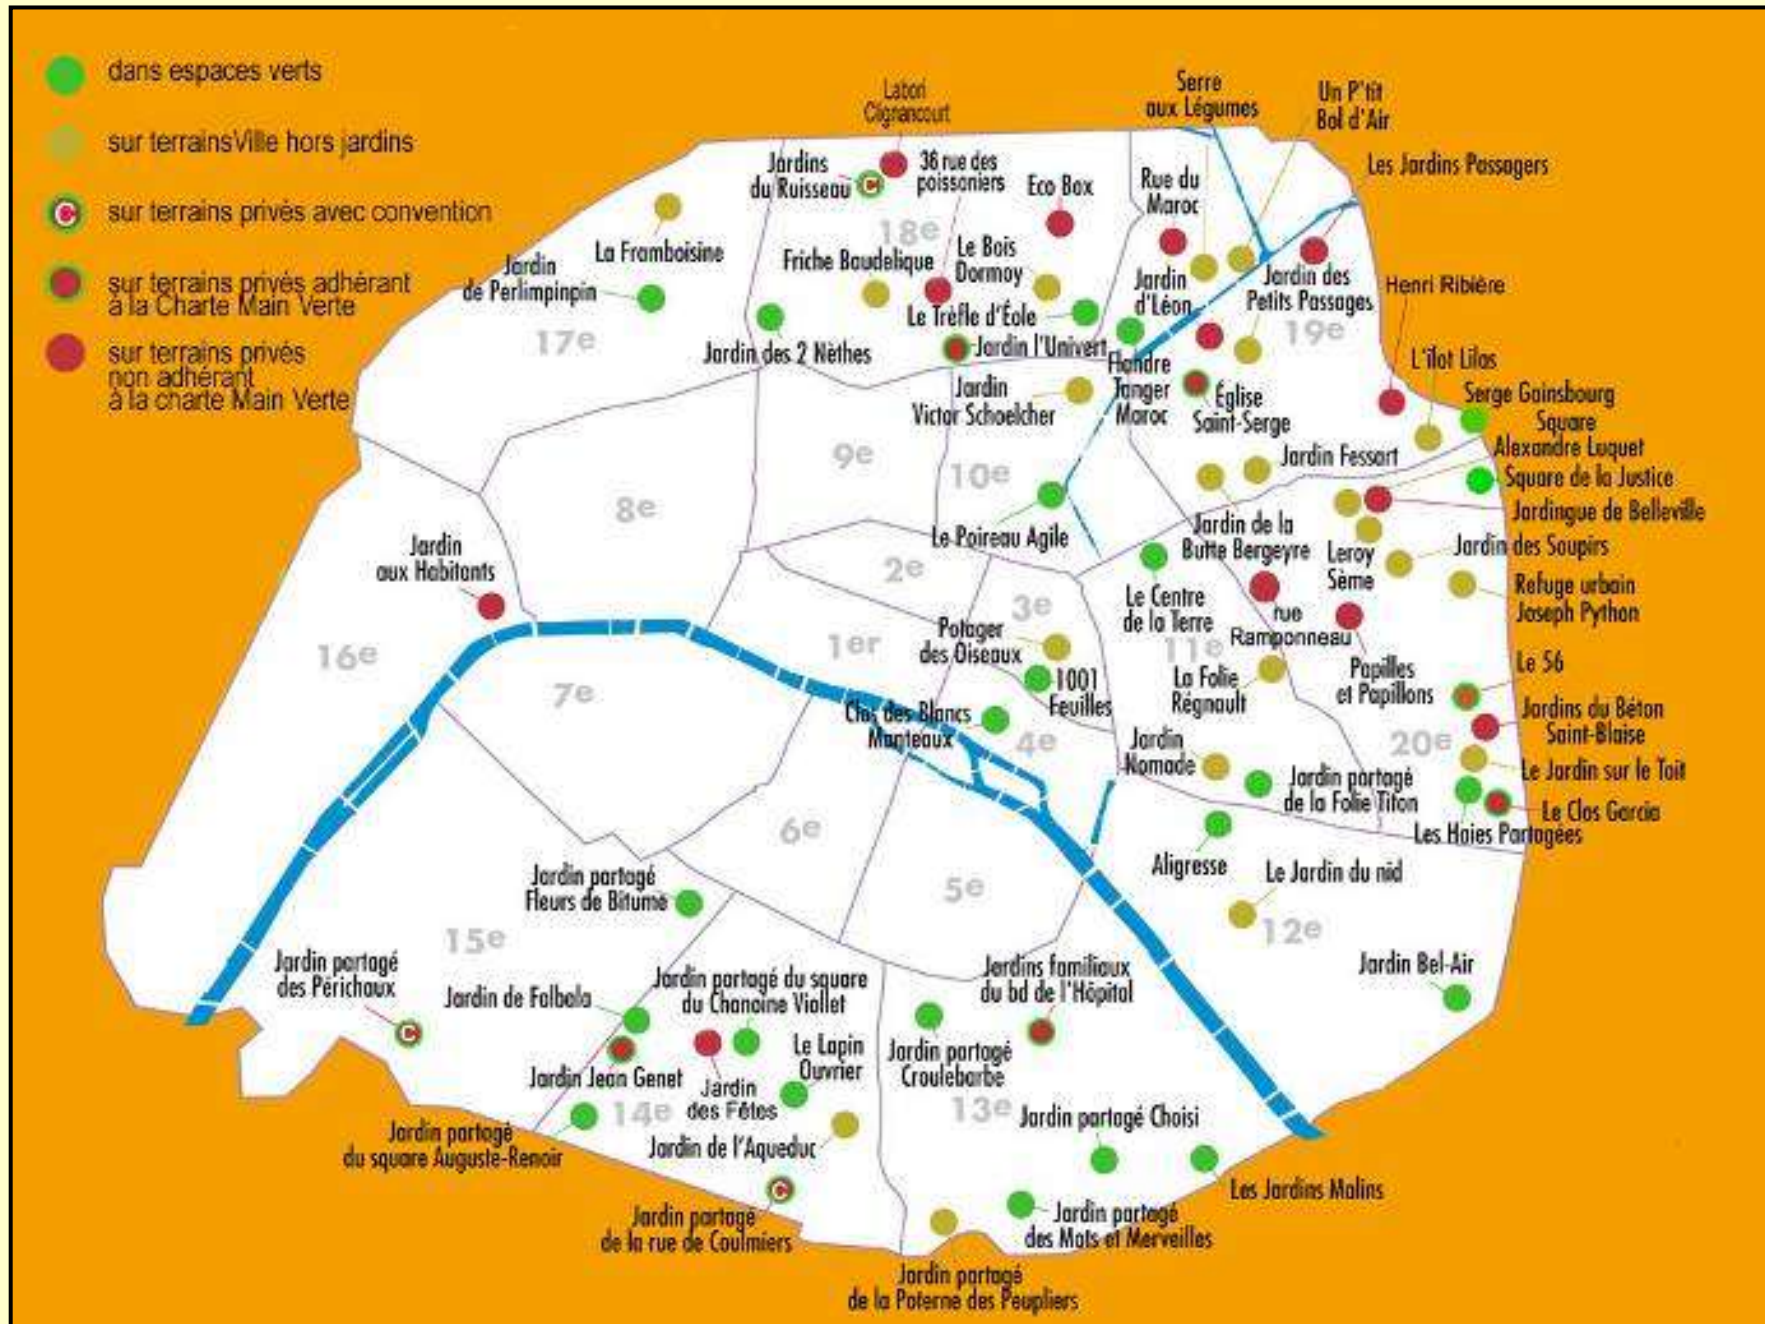 dans espaces verts
sur terrainsVille hors jardins
C
sur terrains privés avec convention
sur terrains privés adhérant
à la Charte Main Verte
sur terrains privés
non adhérant
à la charte Main Verte
Labori
Clignancourt
Serre
aux Légumes
Un P'tit
Bol d'Air
Les Jardins Passagers
Jardins
du Ruisseau
C
36 rue des
poissoniers
Eco Box
Rue du
Maroc
18e
La Framboisine
Friche Baudelique
Le Bois
Dormoy
Jardin
de Perlimpinpin
Jardin
d'Léon
Jardin des
Petits Passages
Henri Ribière
17e
Le Trèfle d'Éole
19e
Jardin des 2 Nèthes
Jardin l'Univert
Flandre
Tanger
Maroc
L'îlot Lilas
Jardin
Victor Schoelcher
Église
Saint-Serge
Serge Gainsbourg
Square
Alexandre Luquet
9e
10e
Jardin Fessart
Square de la Justice
8e
Jardingue de Belleville
Le Poireau Agile
Jardin de la
Butte Bergeyre
Leroy
Sème
Jardin des Soupirs
Jardin
aux Habitants
2e
3e
Le Centre
de la Terre
Refuge urbain
Joseph Python
rue
Ramponneau
16e
1er
Potager
des Oiseaux
11e
7e
1001
Feuilles
La Folie
Régnault
Papilles
et Papillons
Le 56
Clos des Blancs
Manteaux
4e
Jardin
Nomade
20e
Jardins du Béton
Saint-Blaise
Le Jardin sur le Toit
Jardin partagé
de la Folie Titon
Le Clos Garcia
6e
Les Haies Partagées
Aligresse
Jardin partagé
Fleurs de Bitume
5e
Le Jardin du nid
12e
15e
Jardin partagé
des Périchaux
C
Jardin de Falbala
Jardin partagé du square
du Chanoine Viollet
Jardins familiaux
du bd de l'Hôpital
Jardin Bel-Air
Le Lapin
Ouvrier
Jardin partagé
Croulebarbe
Jardin Jean Genet
Jardin
des Fêtes
14e
13e
Jardin partagé Choisi
Jardin partagé
du square Auguste-Renoir
Jardin de l'Aqueduc
C
Les Jardins Malins
Jardin partagé
de la rue de Coulmiers
Jardin partagé
des Mots et Merveilles
Jardin partagé
de la Poterne des Peupliers